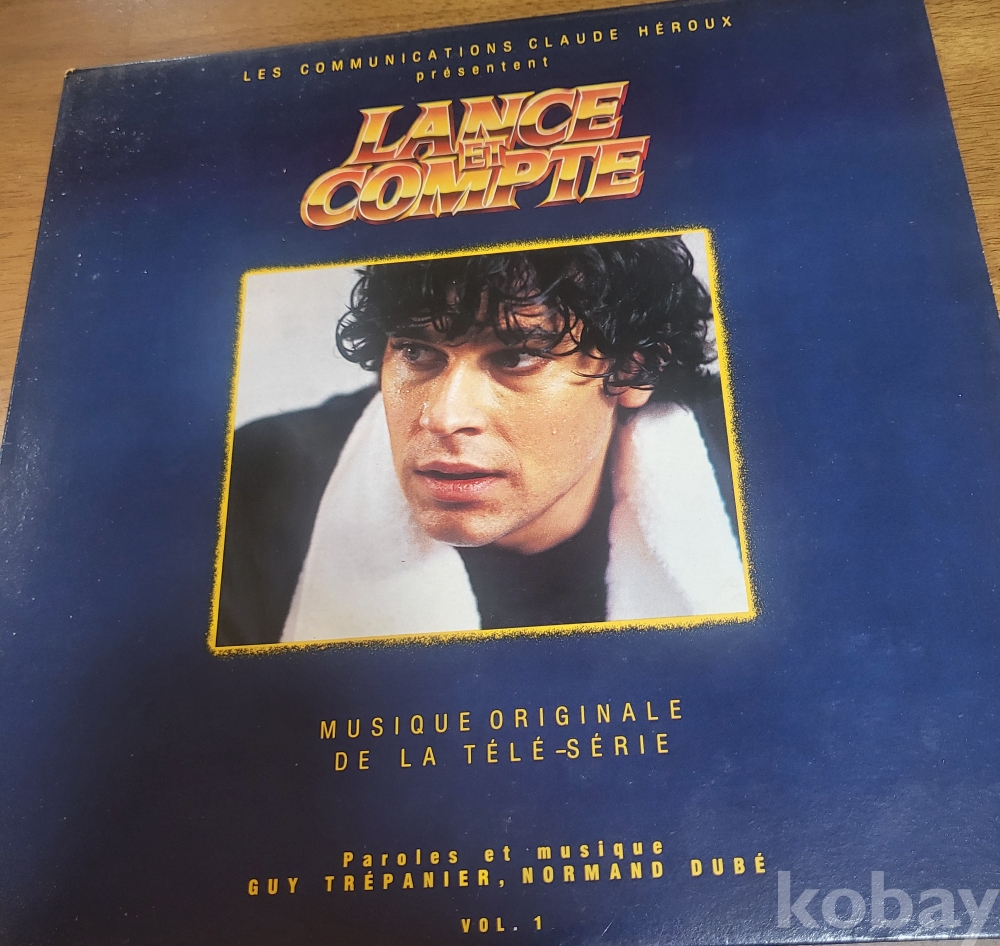 LES COMMUNICATIONS CLAUDE HÉROUX
présentent
LANCE
ET
COMPTE
MUSIQUE ORIGINALE
DE LA TÉLÉ-SÉRIE
Paroles et musique
GUY TRÉPANIER, NORMAND DUBÉ
VOL. 1
kobay